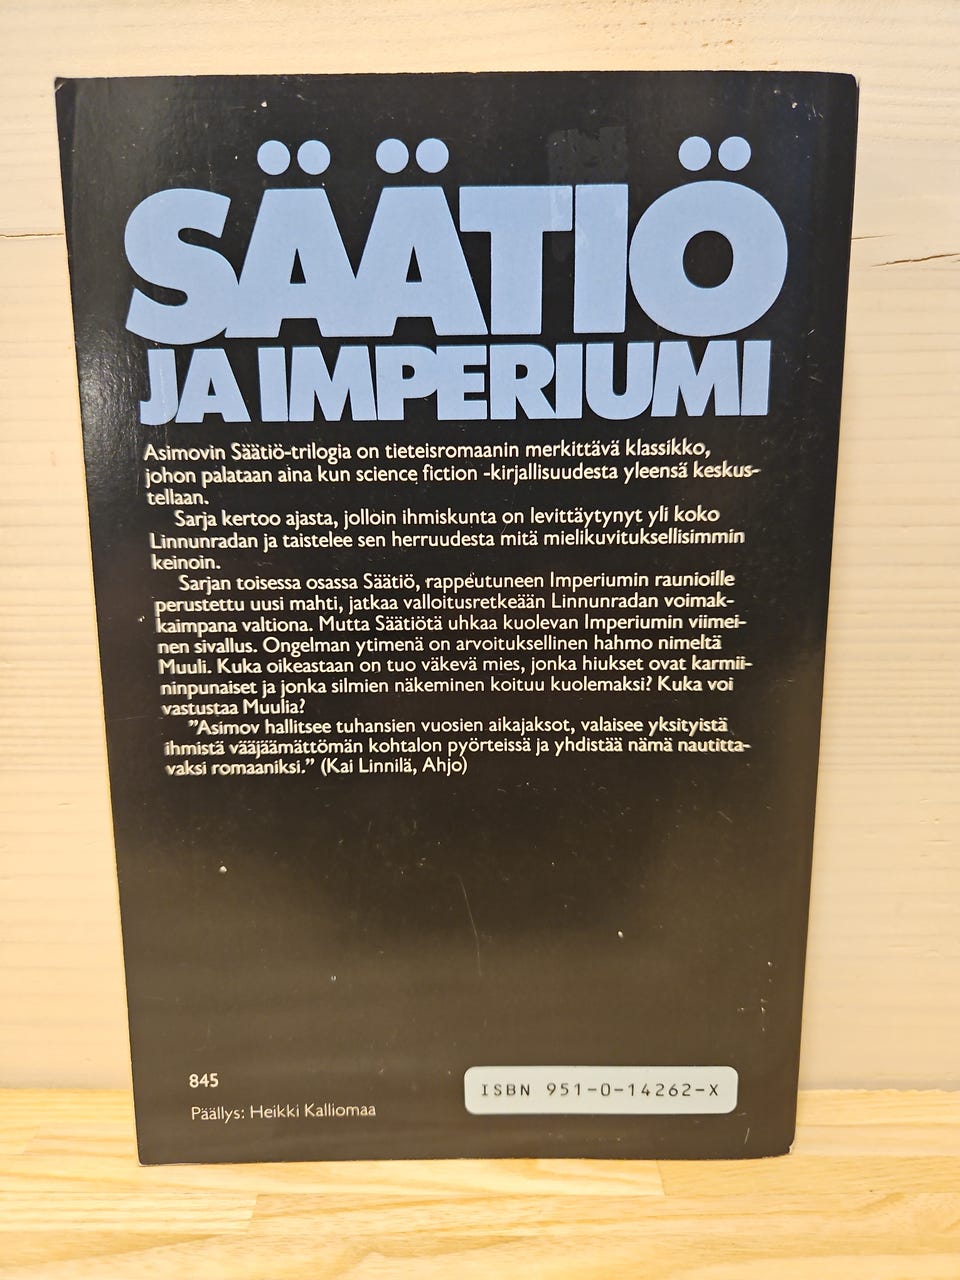 SÄÄTIÖ
JA IMPERIUMI
Asimovin Säätiö-trilogia on tieteisromaanin merkittävä klassikko,
johon palataan aina kun science fiction -kirjallisuudesta yleensä keskus-
tellaan.
Sarja kertoo ajasta, jolloin ihmiskunta on levittäytynyt yli koko
Linnunradan ja taistelee sen herruudesta mitä mielikuvituksellisimmin
keinoin.
Sarjan toisessa osassa Säätiö, rappeutuneen Imperiumin raunioille
perustettu uusi mahti, jatkaa valloitusretkeään Linnunradan voimak-
kaimpana valtiona. Mutta Säätiötä uhkaa kuolevan Imperiumin viimei-
nen sivallus. Ongelman ytimenä on arvoituksellinen hahmo nimeltä
Muuli. Kuka oikeastaan on tuo väkevä mies, jonka hiukset ovat karmii-
ninpunaiset ja jonka silmien näkeminen koituu kuolemaksi? Kuka voi
vastustaa Muulia?
"Asimov hallitsee tuhansien vuosien aikajaksot, valaisee yksityistä
ihmistä vääjäämättömän kohtalon pyörteissä ja yhdistää nämä nautitta-
vaksi romaaniksi." (Kai Linnilä, Ahjo)
845
Päällys: Heikki Kalliomaa
ISBN 951-0-14262-X